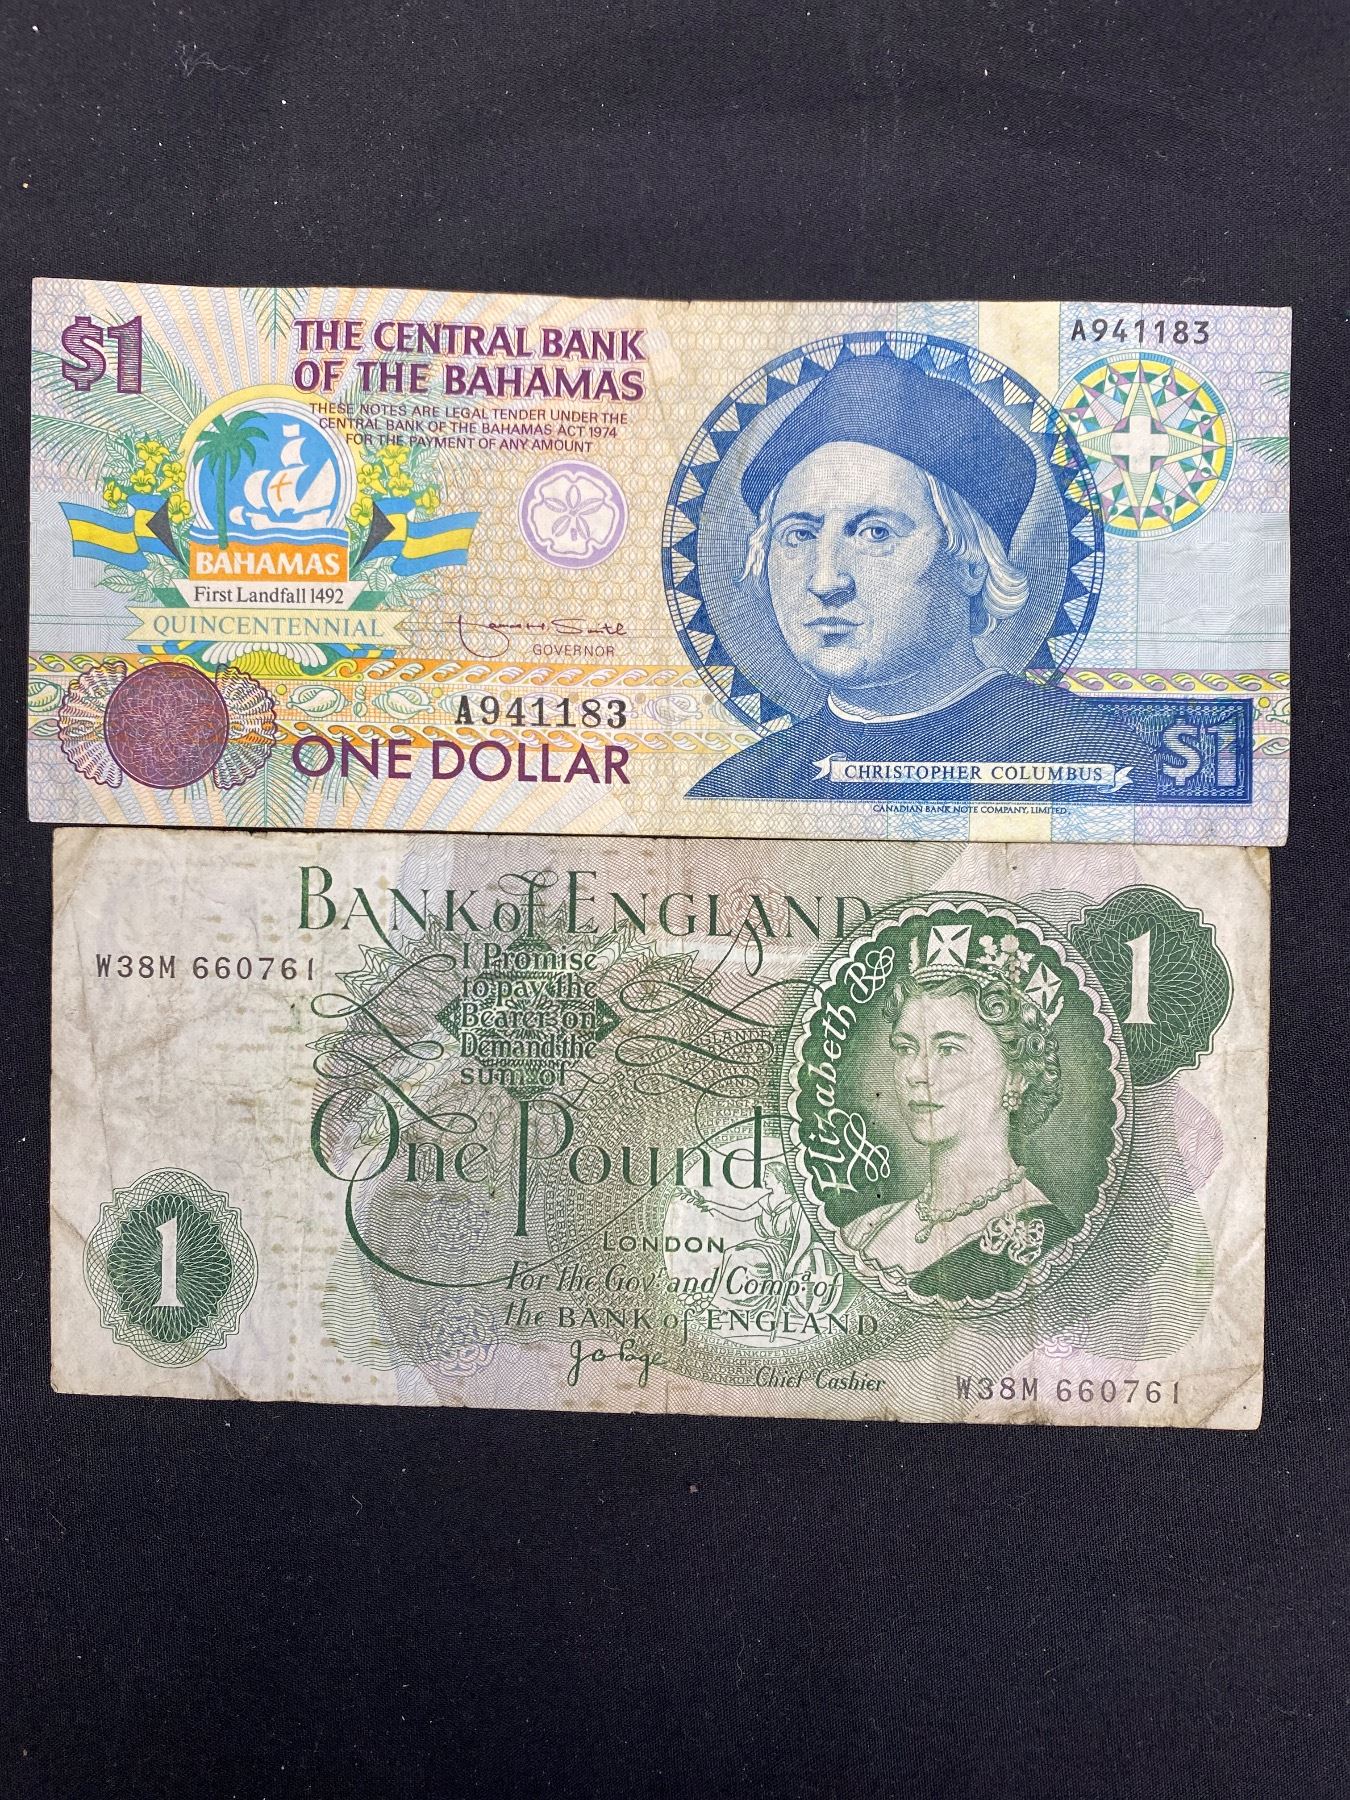 $1
THE CENTRAL BANK
OF THE BAHAMAS
THESE NOTES ARE LEGAL TENDER UNDER THE
CENTRAL BANK OF THE BAHAMAS ACT 1974
FOR THE PAYMENT OF ANY AMOUNT
A941183
BAHAMAS
First Landfall 1492
QUINCENTENNIAL
GOVERNOR
A941183
ONE DOLLAR
CHRISTOPHER COLUMBUS
$1
CANADIAN BANK NOTE COMPANY, LIMITED.
BANK of ENGLAND
W38M 660761
I Promise
to pay the
Bearer on
Demand the
sum of
One Pound
Elizabeth R
1
1
LONDON
For the Govr. and Compa. of
the BANK of ENGLAND
J B Page
Chief Cashier
W38M 660761